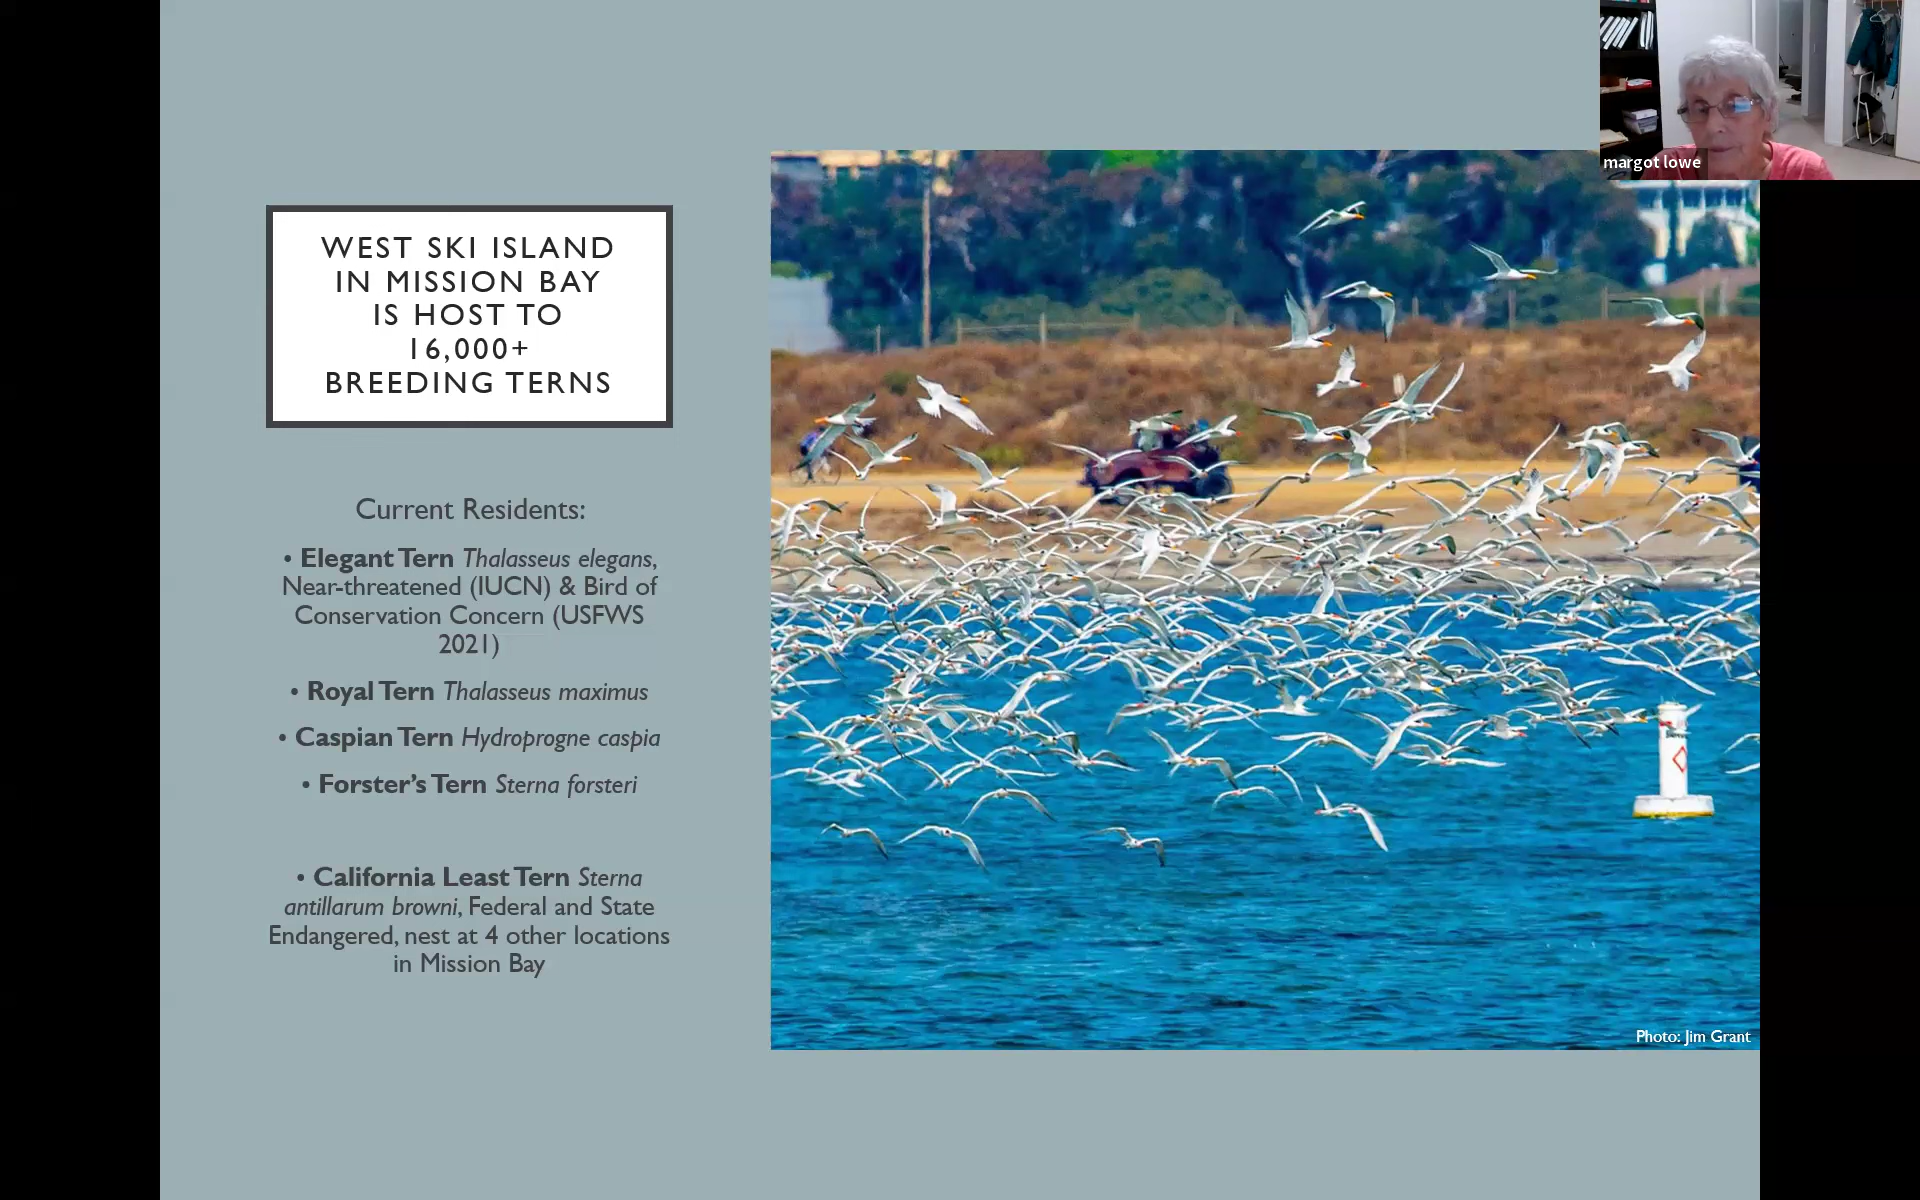 WEST SKI ISLAND
IN MISSION BAY
IS HOST TO
16,000+
BREEDING TERNS
Current Residents:
• Elegant Tern Thalasseus elegans,
Near-threatened (IUCN) & Bird of
Conservation Concern (USFWS
2021)
• Royal Tern Thalasseus maximus
• Caspian Tern Hydroprogne caspia
• Forster’s Tern Sterna forsteri
• California Least Tern Sterna
antillarum browni, Federal and State
Endangered, nest at 4 other locations
in Mission Bay
margot lowe
Photo: Jim Grant